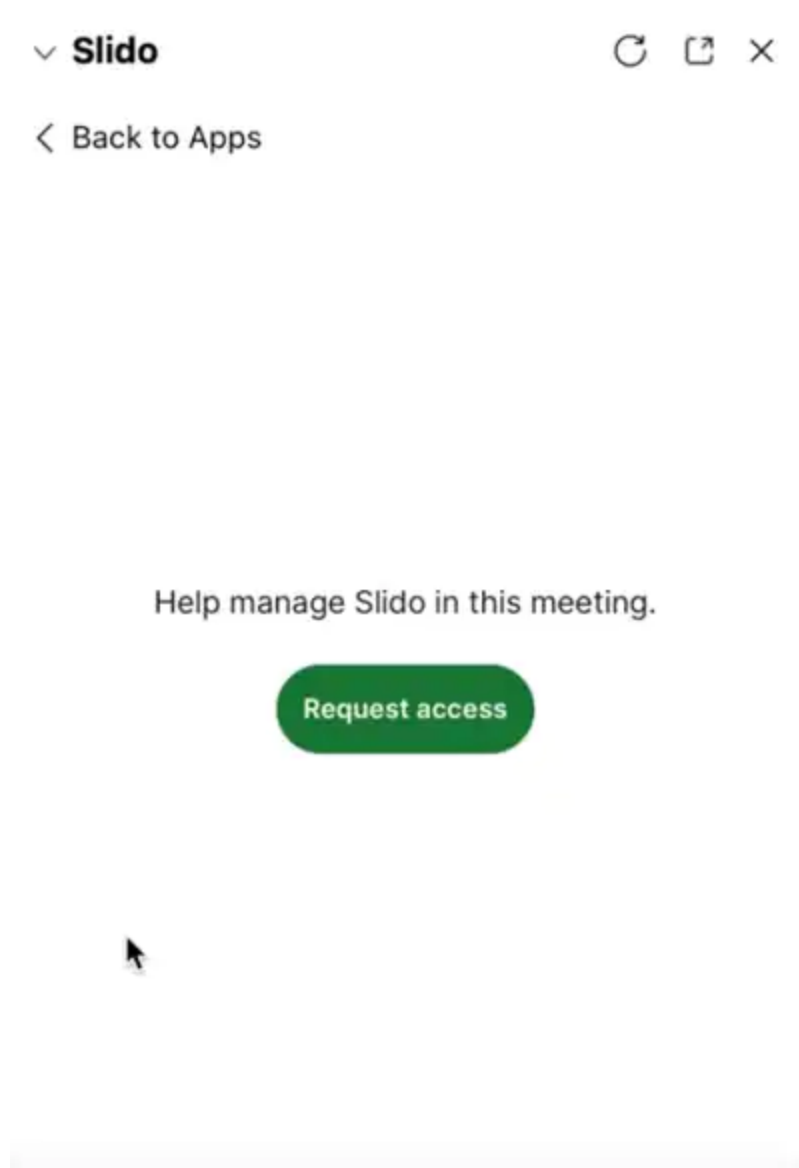 Slido
Back to Apps
Help manage Slido in this meeting.
Request access